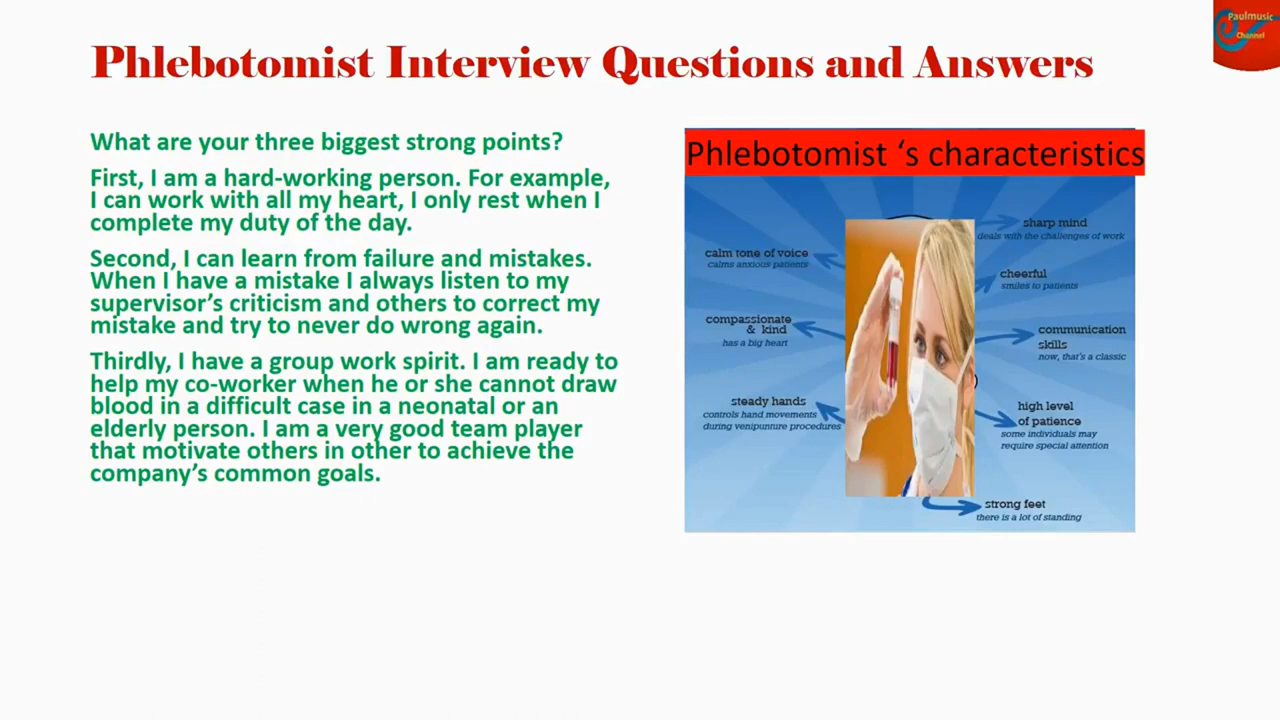 Paulmusic
Channel
Phlebotomist Interview Questions and Answers
What are your three biggest strong points?
First, I am a hard-working person. For example,
I can work with all my heart, I only rest when I
complete my duty of the day.
Second, I can learn from failure and mistakes.
When I have a mistake I always listen to my
supervisor's criticism and others to correct my
mistake and try to never do wrong again.
Thirdly, I have a group work spirit. I am ready to
help my co-worker when he or she cannot draw
blood in a difficult case in a neonatal or an
elderly person. I am a very good team player
that motivate others in other to achieve the
company's common goals.
Phlebotomist ‘s characteristics
calm tone of voice
calms anxious patients
compassionate
& kind
has a big heart
steady hands
controls hand movements
during venipunture procedures
sharp mind
deals with the challenges of work
cheerful
smiles to patients
communication
skills
now, that's a classic
high level
of patience
some individuals may
require special attention
strong feet
there is a lot of standing